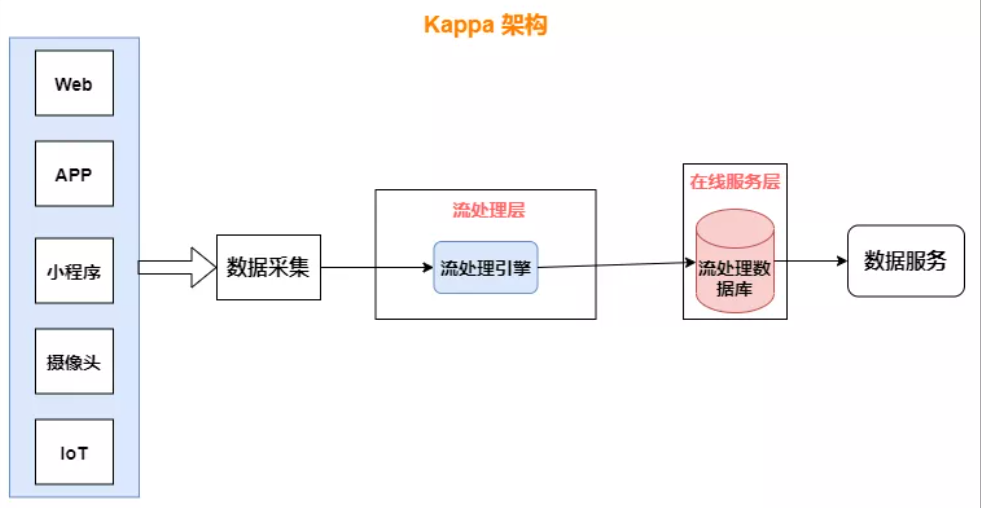 Kappa 架构
Web
APP
小程序
摄像头
IoT
数据采集
流处理层
流处理引擎
在线服务层
流处理数
据库
数据服务